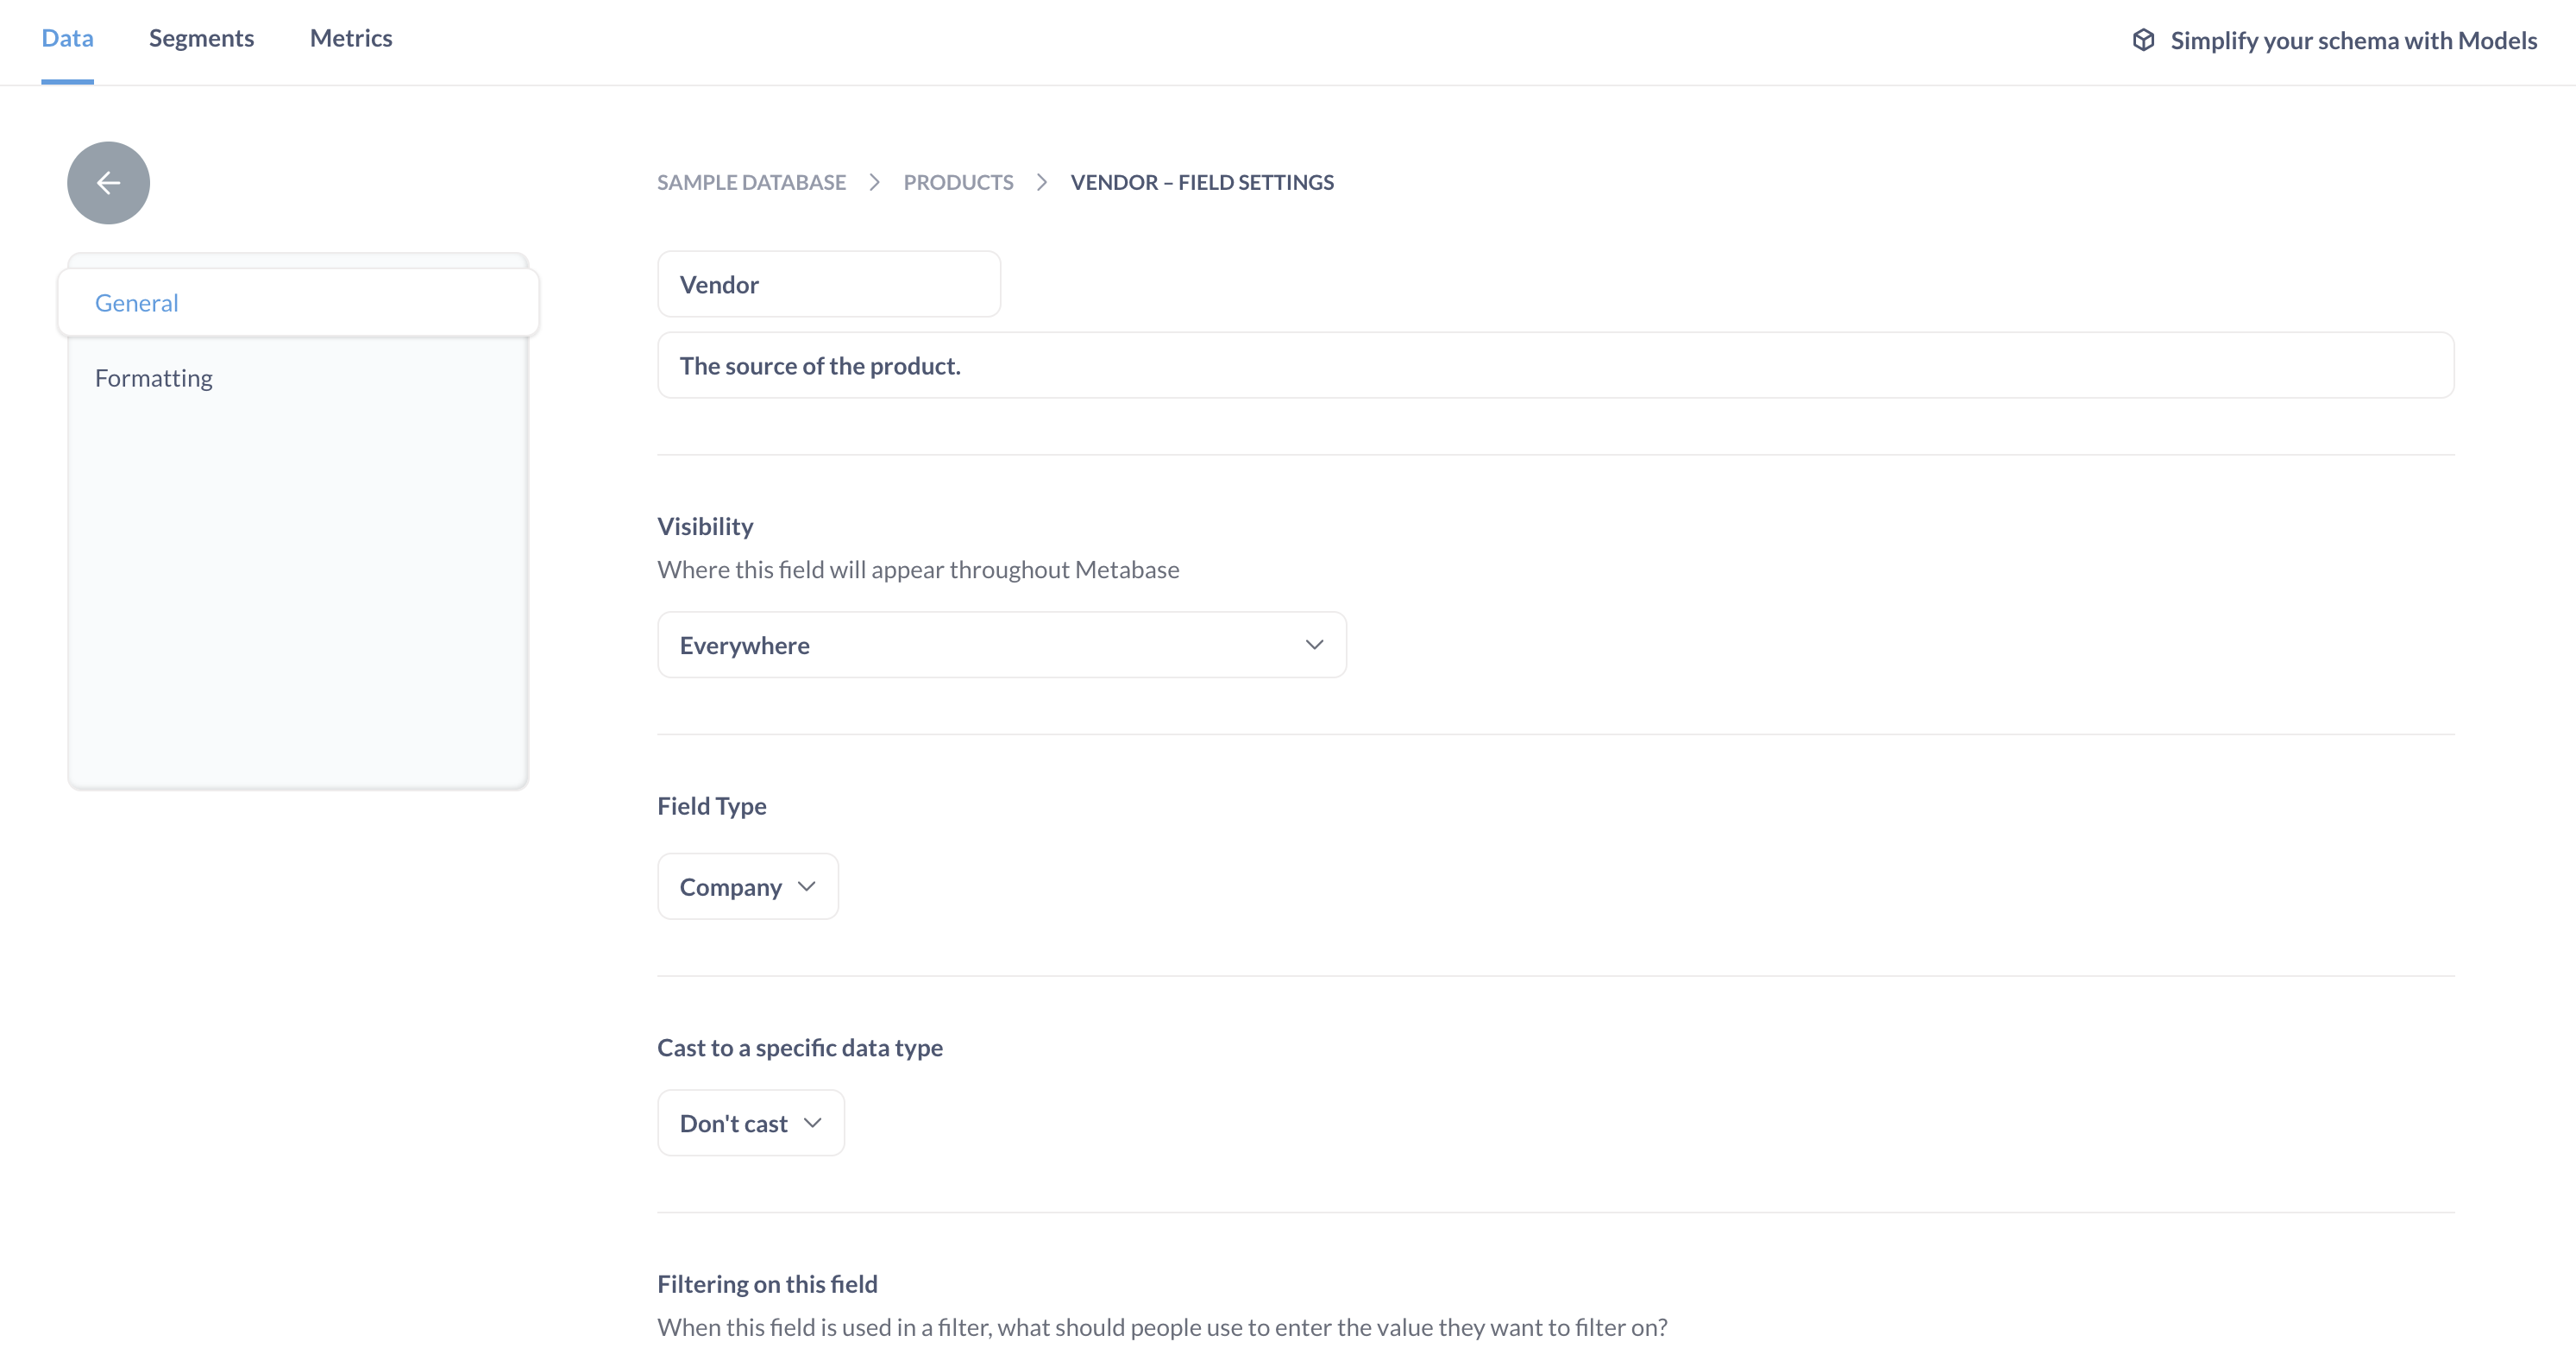 Data Segments Metrics Simplify your schema with Models
SAMPLE DATABASE PRODUCTS VENDOR – FIELD SETTINGS
General
Formatting
Vendor
The source of the product.
Visibility
Where this field will appear throughout Metabase
Everywhere
Field Type
Company
Cast to a specific data type
Don't cast
Filtering on this field
When this field is used in a filter, what should people use to enter the value they want to filter on?